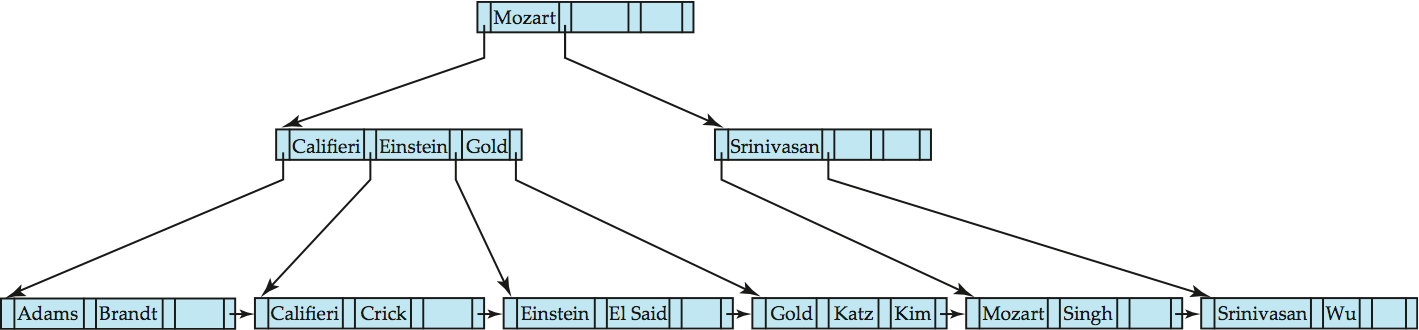 Mozart
Califieri Einstein Gold Srinivasan
Adams Brandt Califieri Crick Einstein El Said Gold Katz Kim Mozart Singh Srinivasan Wu